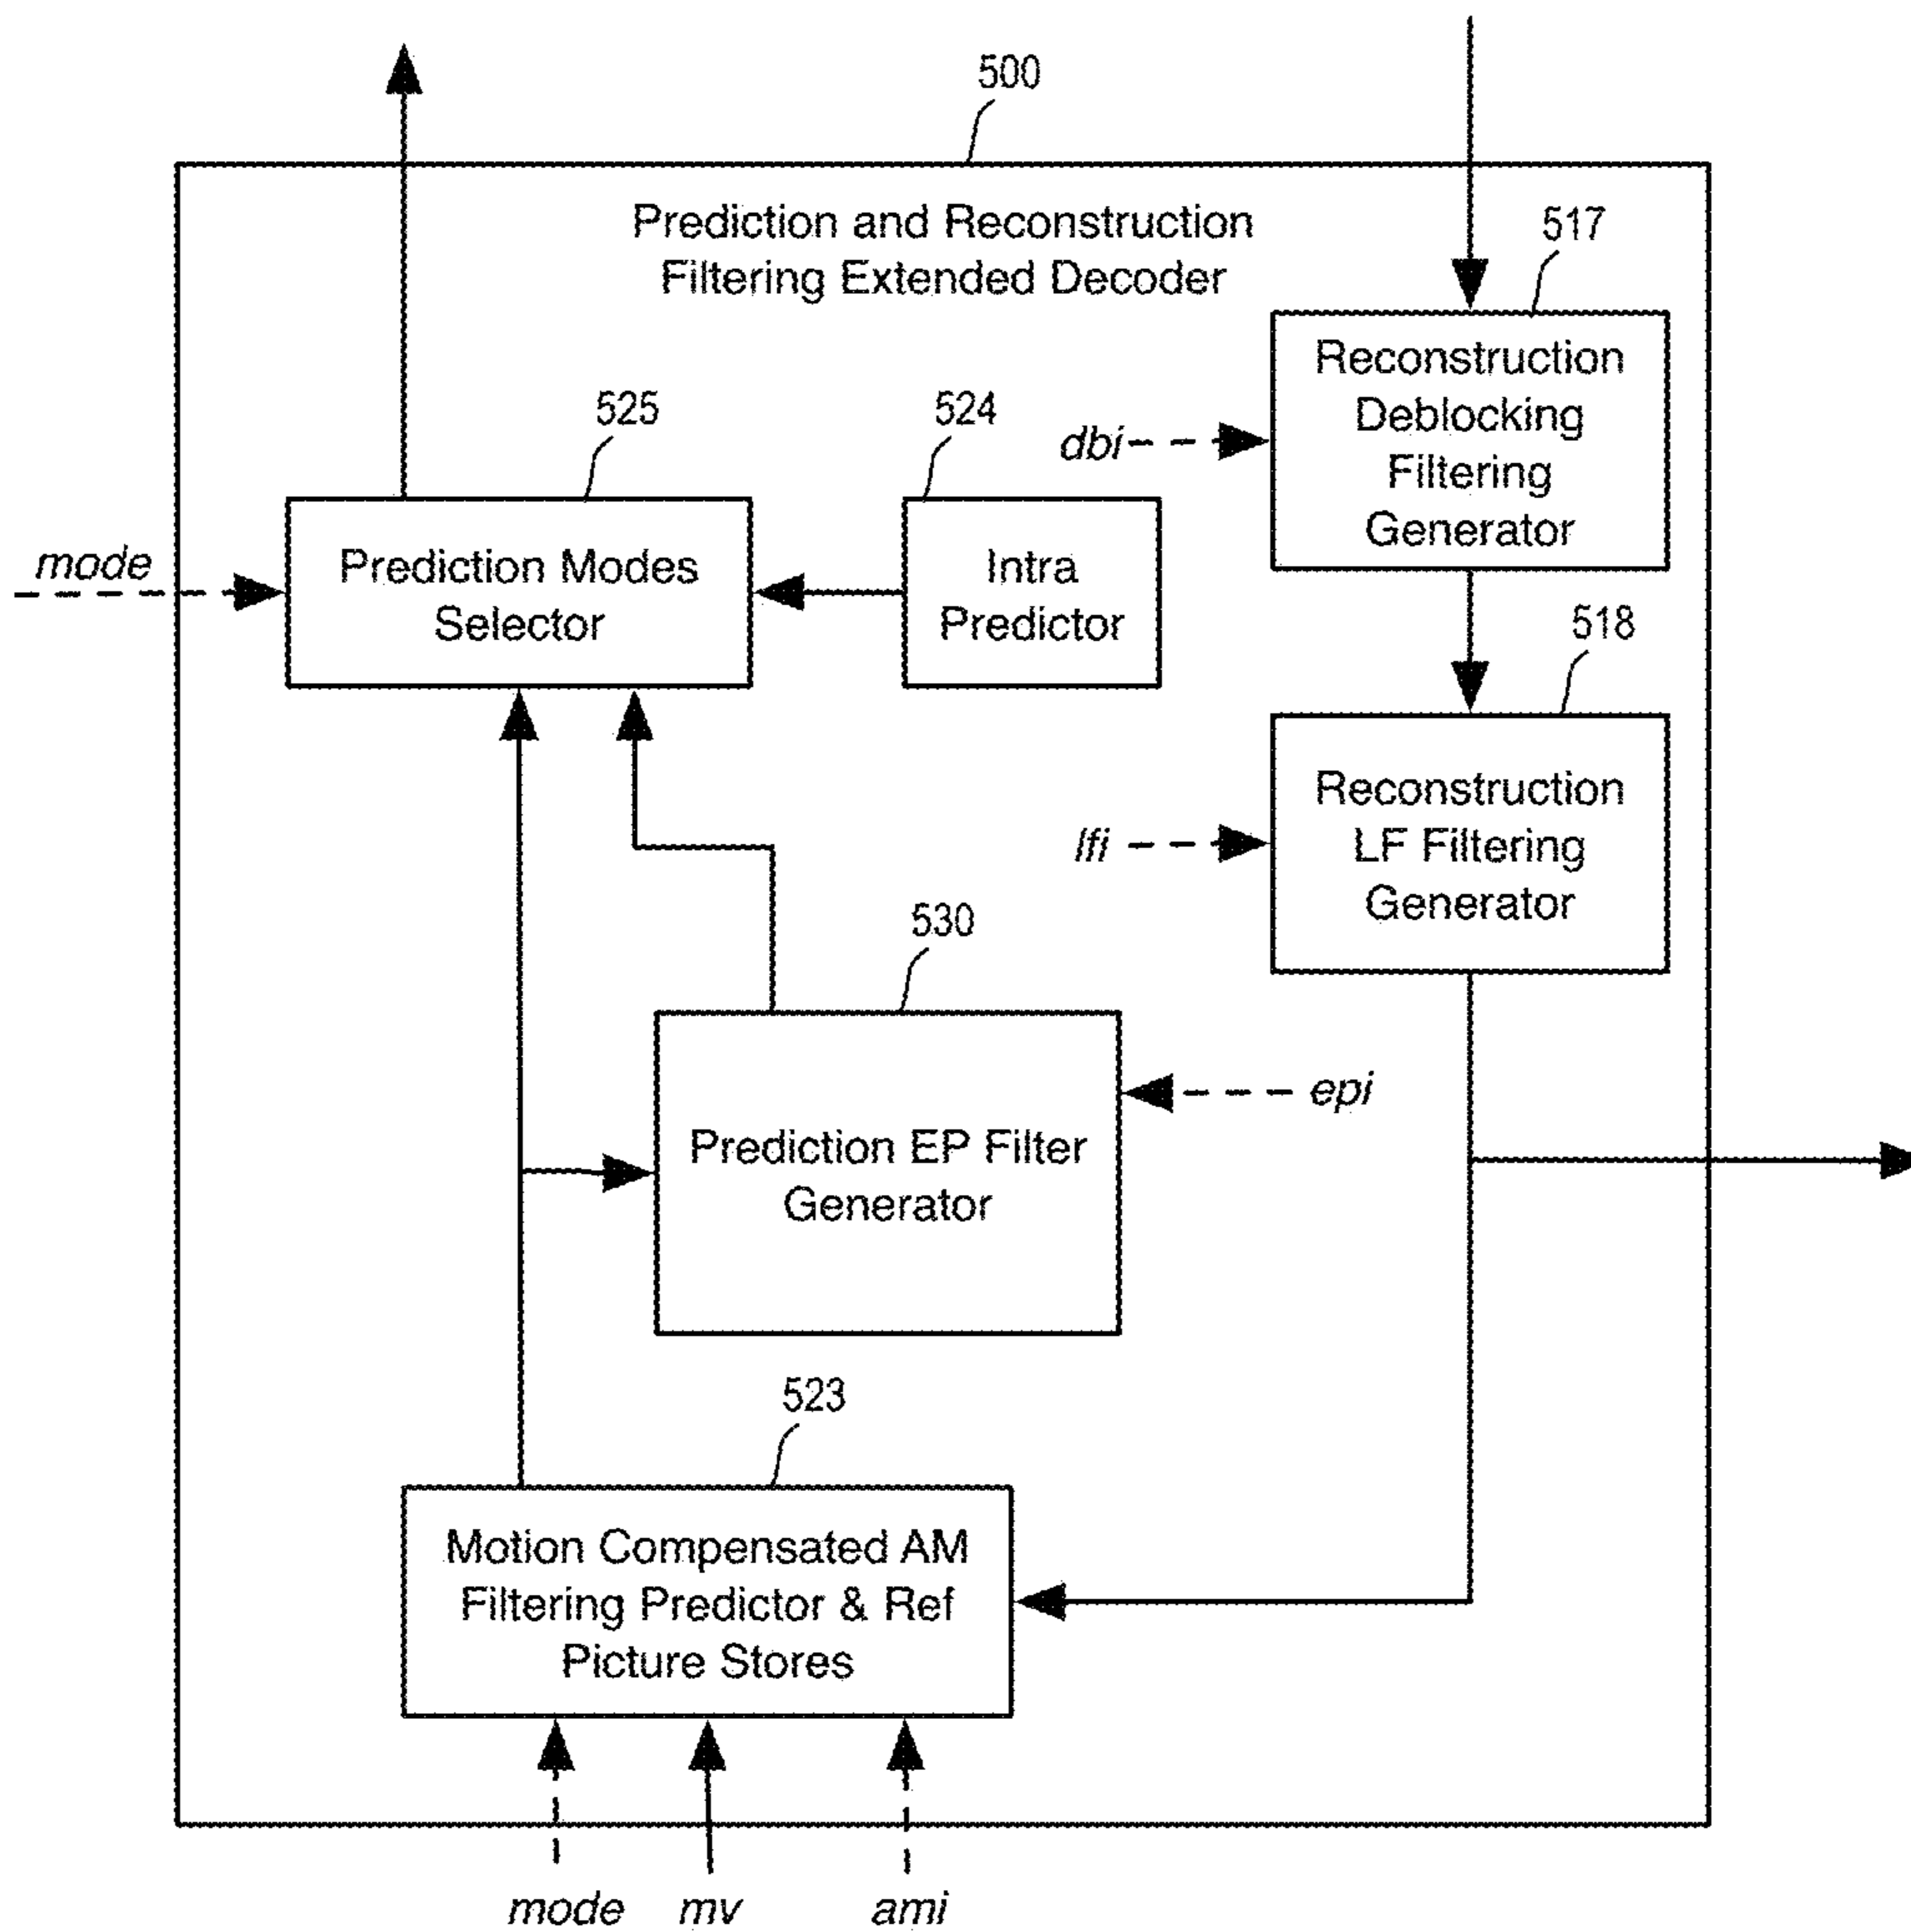 500
Prediction and Reconstruction
Filtering Extended Decoder
517
Reconstruction
Deblocking
Filtering
Generator
dbi
525
524
mode
Prediction Modes
Selector
Intra
Predictor
518
Reconstruction
LF Filtering
Generator
lfi
530
Prediction EP Filter
Generator
epi
523
Motion Compensated AM
Filtering Predictor & Ref
Picture Stores
mode
mv
ami